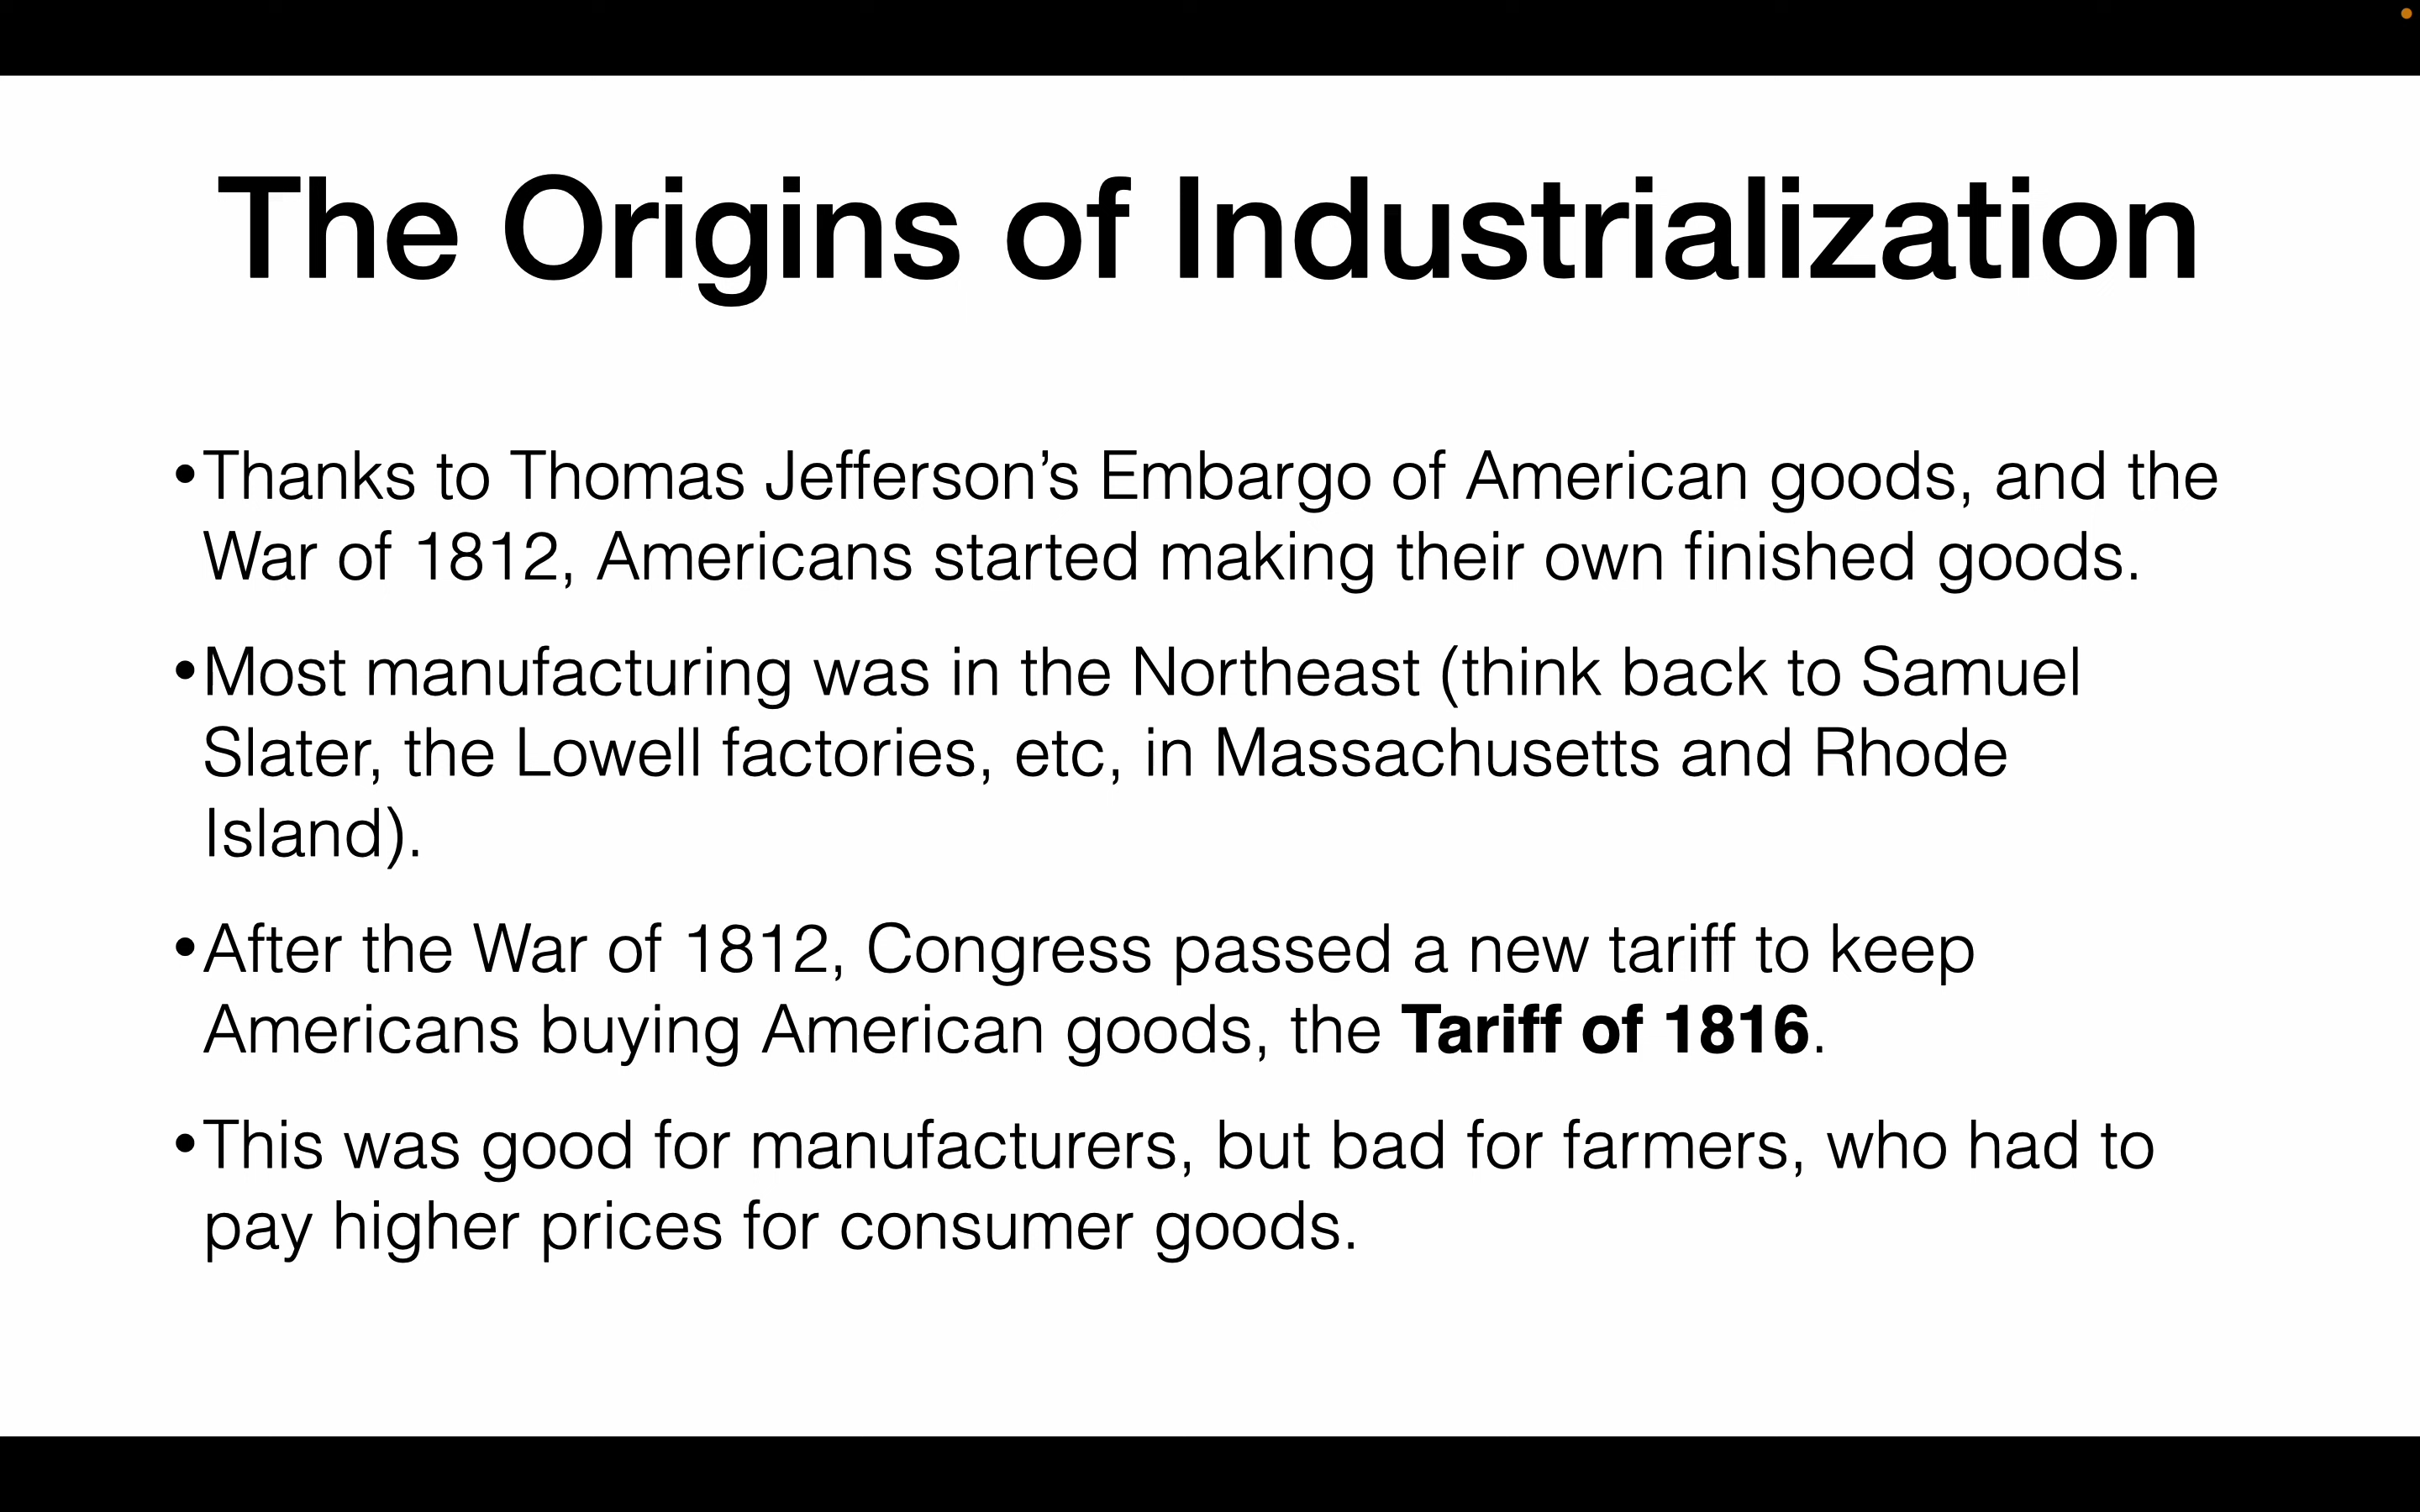 The Origins of Industrialization
•Thanks to Thomas Jefferson’s Embargo of American goods, and the
War of 1812, Americans started making their own finished goods.
•Most manufacturing was in the Northeast (think back to Samuel
Slater, the Lowell factories, etc, in Massachusetts and Rhode
Island).
•After the War of 1812, Congress passed a new tariff to keep
Americans buying American goods, the Tariff of 1816.
•This was good for manufacturers, but bad for farmers, who had to
pay higher prices for consumer goods.